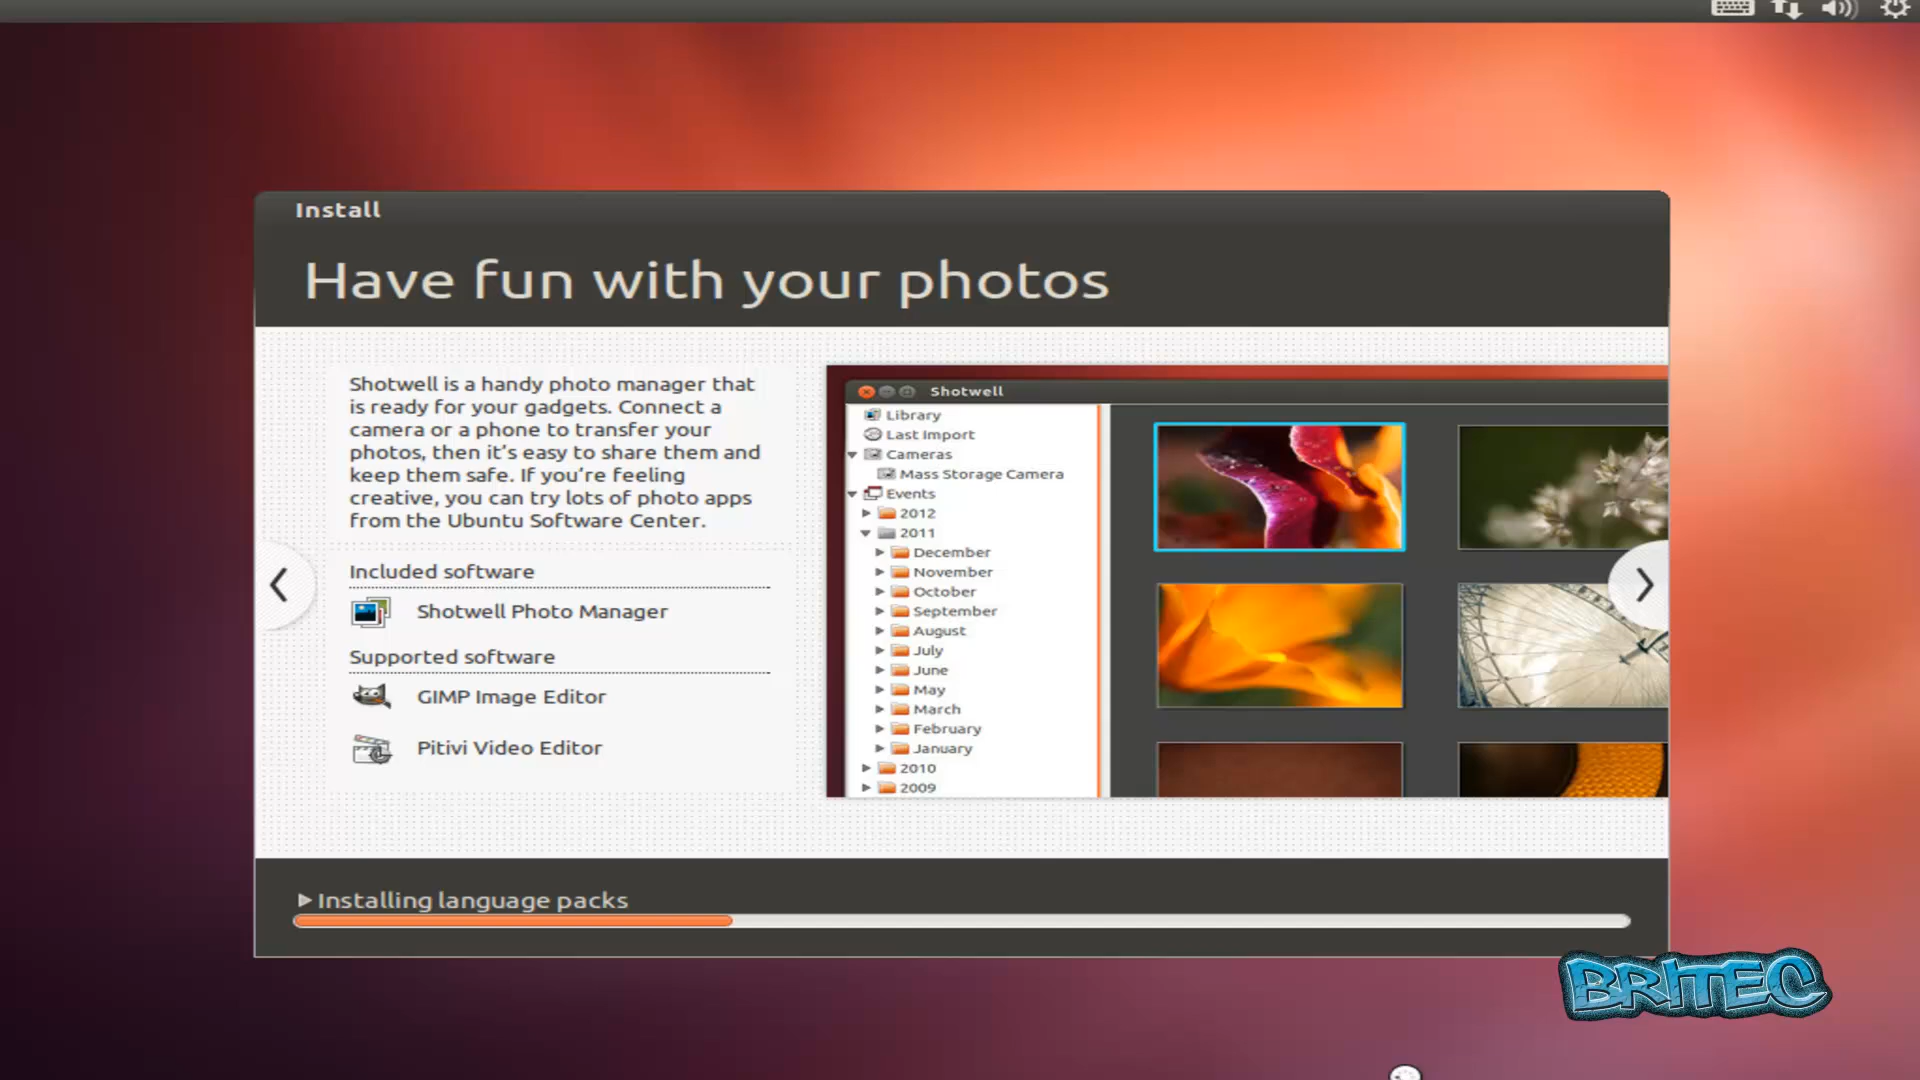 Install
Have fun with your photos
Shotwell is a handy photo manager that
is ready for your gadgets. Connect a
camera or a phone to transfer your
photos, then it's easy to share them and
keep them safe. If you're feeling
creative, you can try lots of photo apps
from the Ubuntu Software Center.
Included software
Shotwell Photo Manager
Supported software
GIMP Image Editor
Pitivi Video Editor
Shotwell
Library
Last Import
Cameras
Mass Storage Camera
Events
2012
2011
December
November
October
September
August
July
June
May
March
February
January
2010
2009
Installing language packs
BRITEC